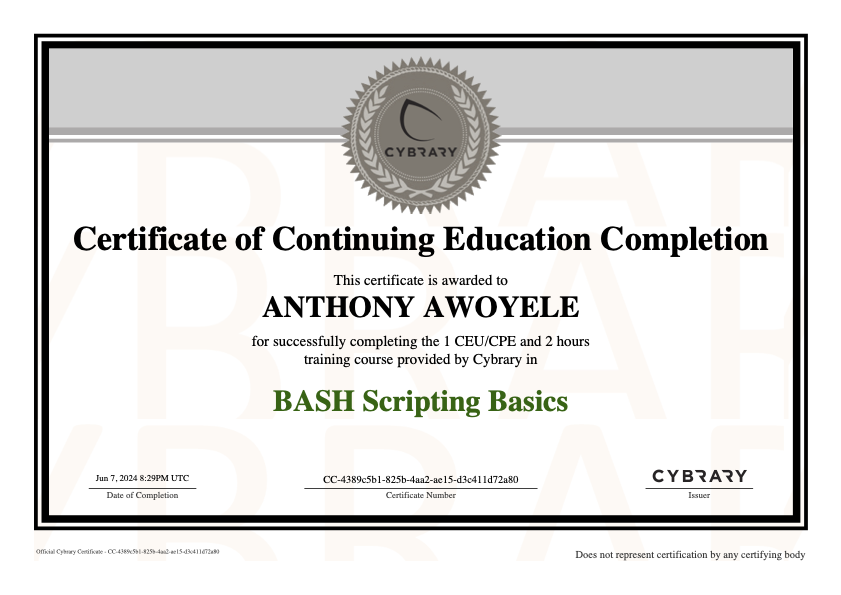 CYBRARY
Certificate of Continuing Education Completion
This certificate is awarded to
ANTHONY AWOYELE
for successfully completing the 1 CEU/CPE and 2 hours
training course provided by Cybrary in
BASH Scripting Basics
Jun 7, 2024 8:29PM UTC
Date of Completion
CC-4389c5b1-825b-4aa2-ae15-d3c411d72a80
Certificate Number
CYBRARY
Issuer
Official Cybrary Certificate - CC-4389c5b1-825b-4aa2-ae15-d3c411d72a80
Does not represent certification by any certifying body